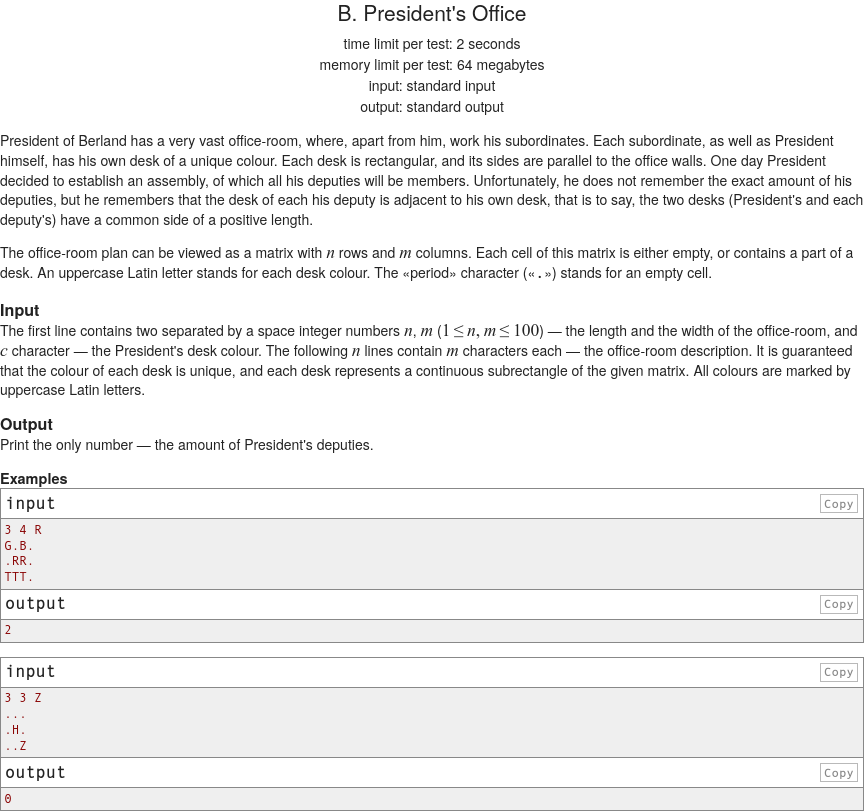 B. President's Office
time limit per test: 2 seconds
memory limit per test: 64 megabytes
input: standard input
output: standard output
President of Berland has a very vast office-room, where, apart from him, work his subordinates. Each subordinate, as well as President
himself, has his own desk of a unique colour. Each desk is rectangular, and its sides are parallel to the office walls. One day President
decided to establish an assembly, of which all his deputies will be members. Unfortunately, he does not remember the exact amount of his
deputies, but he remembers that the desk of each his deputy is adjacent to his own desk, that is to say, the two desks (President's and each
deputy's) have a common side of a positive length.
The office-room plan can be viewed as a matrix with n rows and m columns. Each cell of this matrix is either empty, or contains a part of a
desk. An uppercase Latin letter stands for each desk colour. The «period» character («.») stands for an empty cell.
Input
The first line contains two separated by a space integer numbers n, m (1 ≤ n, m ≤ 100) — the length and the width of the office-room, and
c character — the President's desk colour. The following n lines contain m characters each — the office-room description. It is guaranteed
that the colour of each desk is unique, and each desk represents a continuous subrectangle of the given matrix. All colours are marked by
uppercase Latin letters.
Output
Print the only number — the amount of President's deputies.
Examples
input Copy
3 4 R
G.B.
.RR.
TTT.
output Copy
2
input Copy
3 3 Z
...
.H.
..Z
output Copy
0